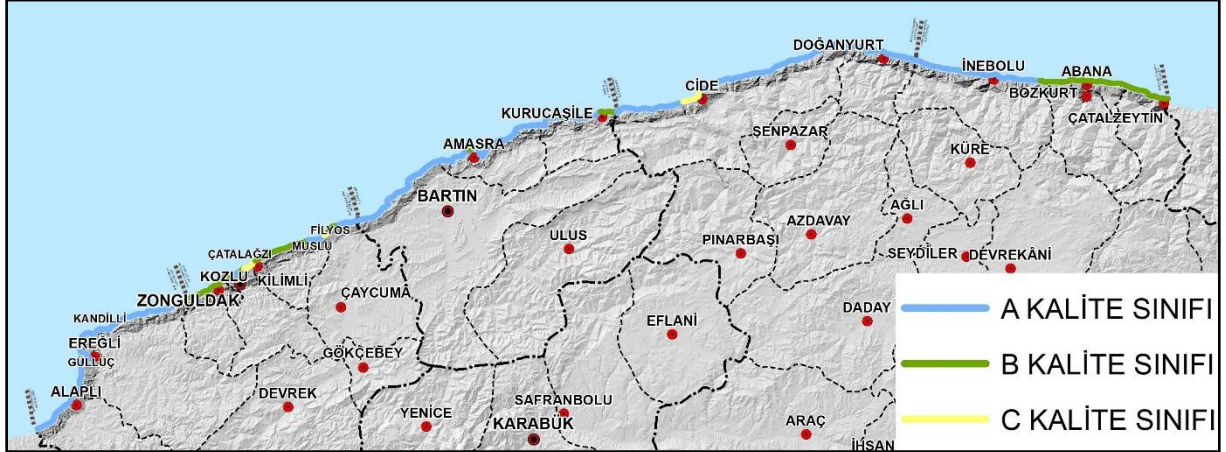 DOĞANYURT
İNEBOLU
ABANA
BOZKURT
CİDE
ÇATALZEYTİN
KURUCAŞİLE
AMASRA
ŞENPAZAR
KÜRE
BARTIN
AĞLI
FİLYOS
AZDAVAY
MUSLU
ULUS
PINARBAŞI
ÇATALAĞZI
SEYDİLER
DEVREKÂNİ
KOZLU
KİLİMLİ
ZONGULDAK
ÇAYCUMA
KANDİLLİ
EFLANİ
DADAY
EREĞLİ
GÜLLÜÇ
GÖKÇEBEY
ALAPLI
DEVREK
SAFRANBOLU
YENİCE
KARABÜK
ARAÇ
İHSAN
A KALİTE SINIFI
B KALİTE SINIFI
C KALİTE SINIFI